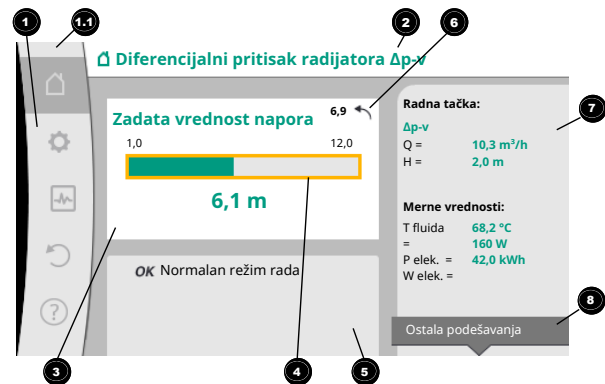 1
1.1
2
6
Diferencijalni pritisak radijatora Δp-v
Zadata vrednost napora
6,9
1,0
12,0
6,1 m
OK Normalan režim rada
Radna tačka:
Δp-v
Q = 10,3 m³/h
H = 2,0 m
7
Merne vrednosti:
T fluida 68,2 °C
= 160 W
P elek. = 42,0 kWh
W elek. =
8
Ostala podešavanja
?
3
4
5